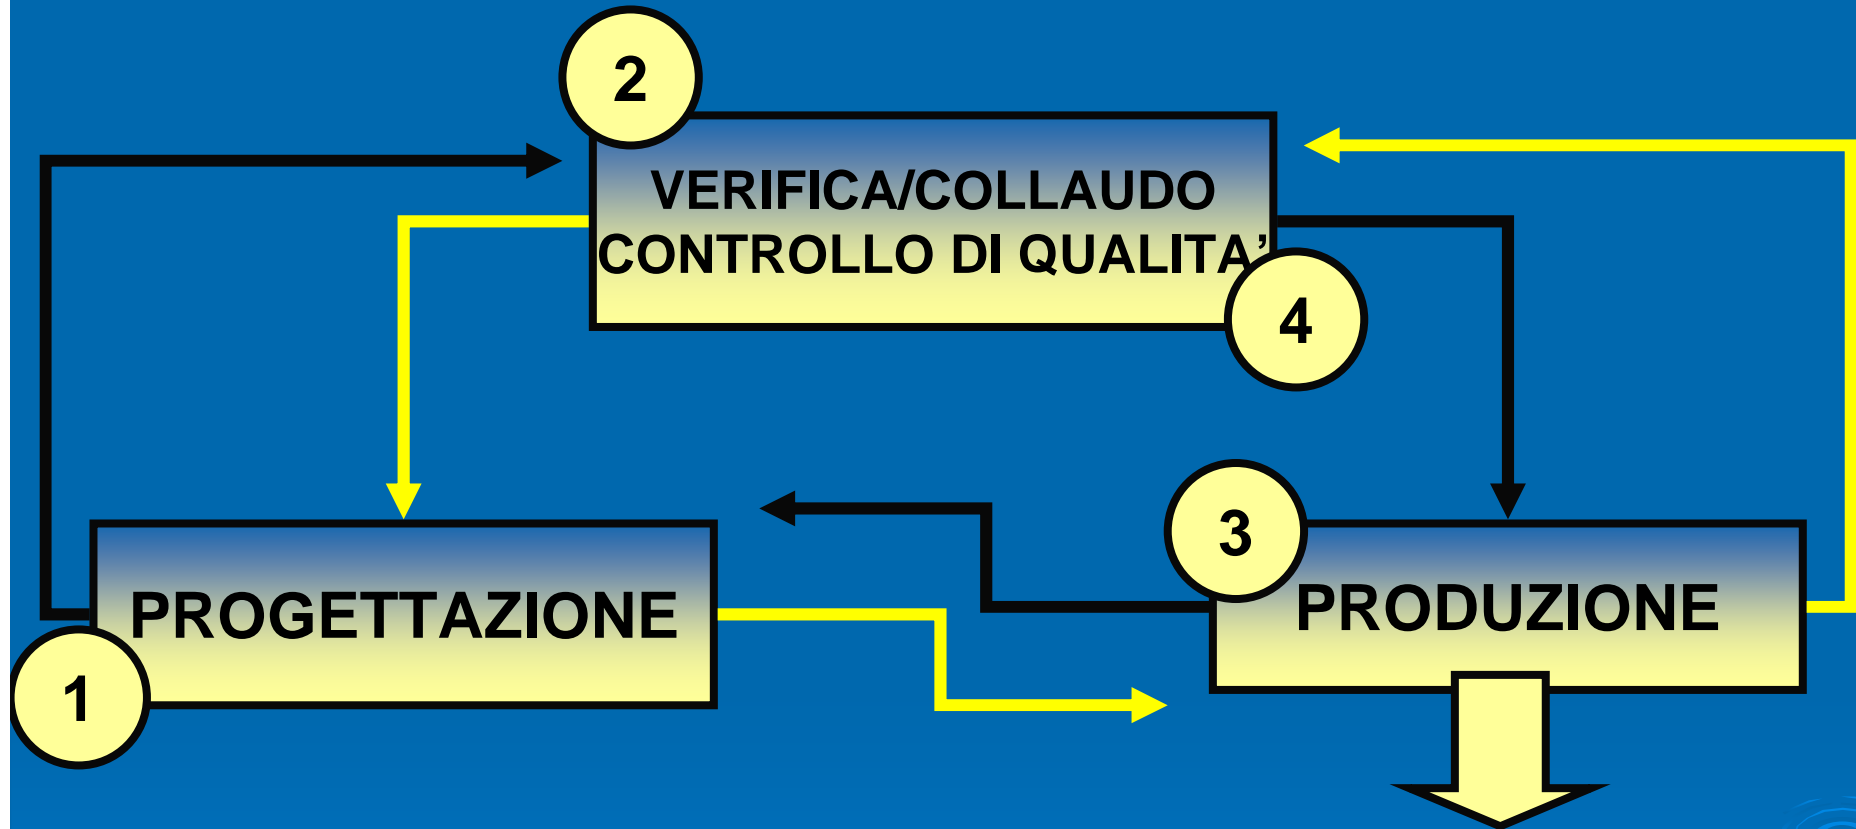 2
VERIFICA/COLLAUDO
CONTROLLO DI QUALITA’
4
3
PROGETTAZIONE
PRODUZIONE
1